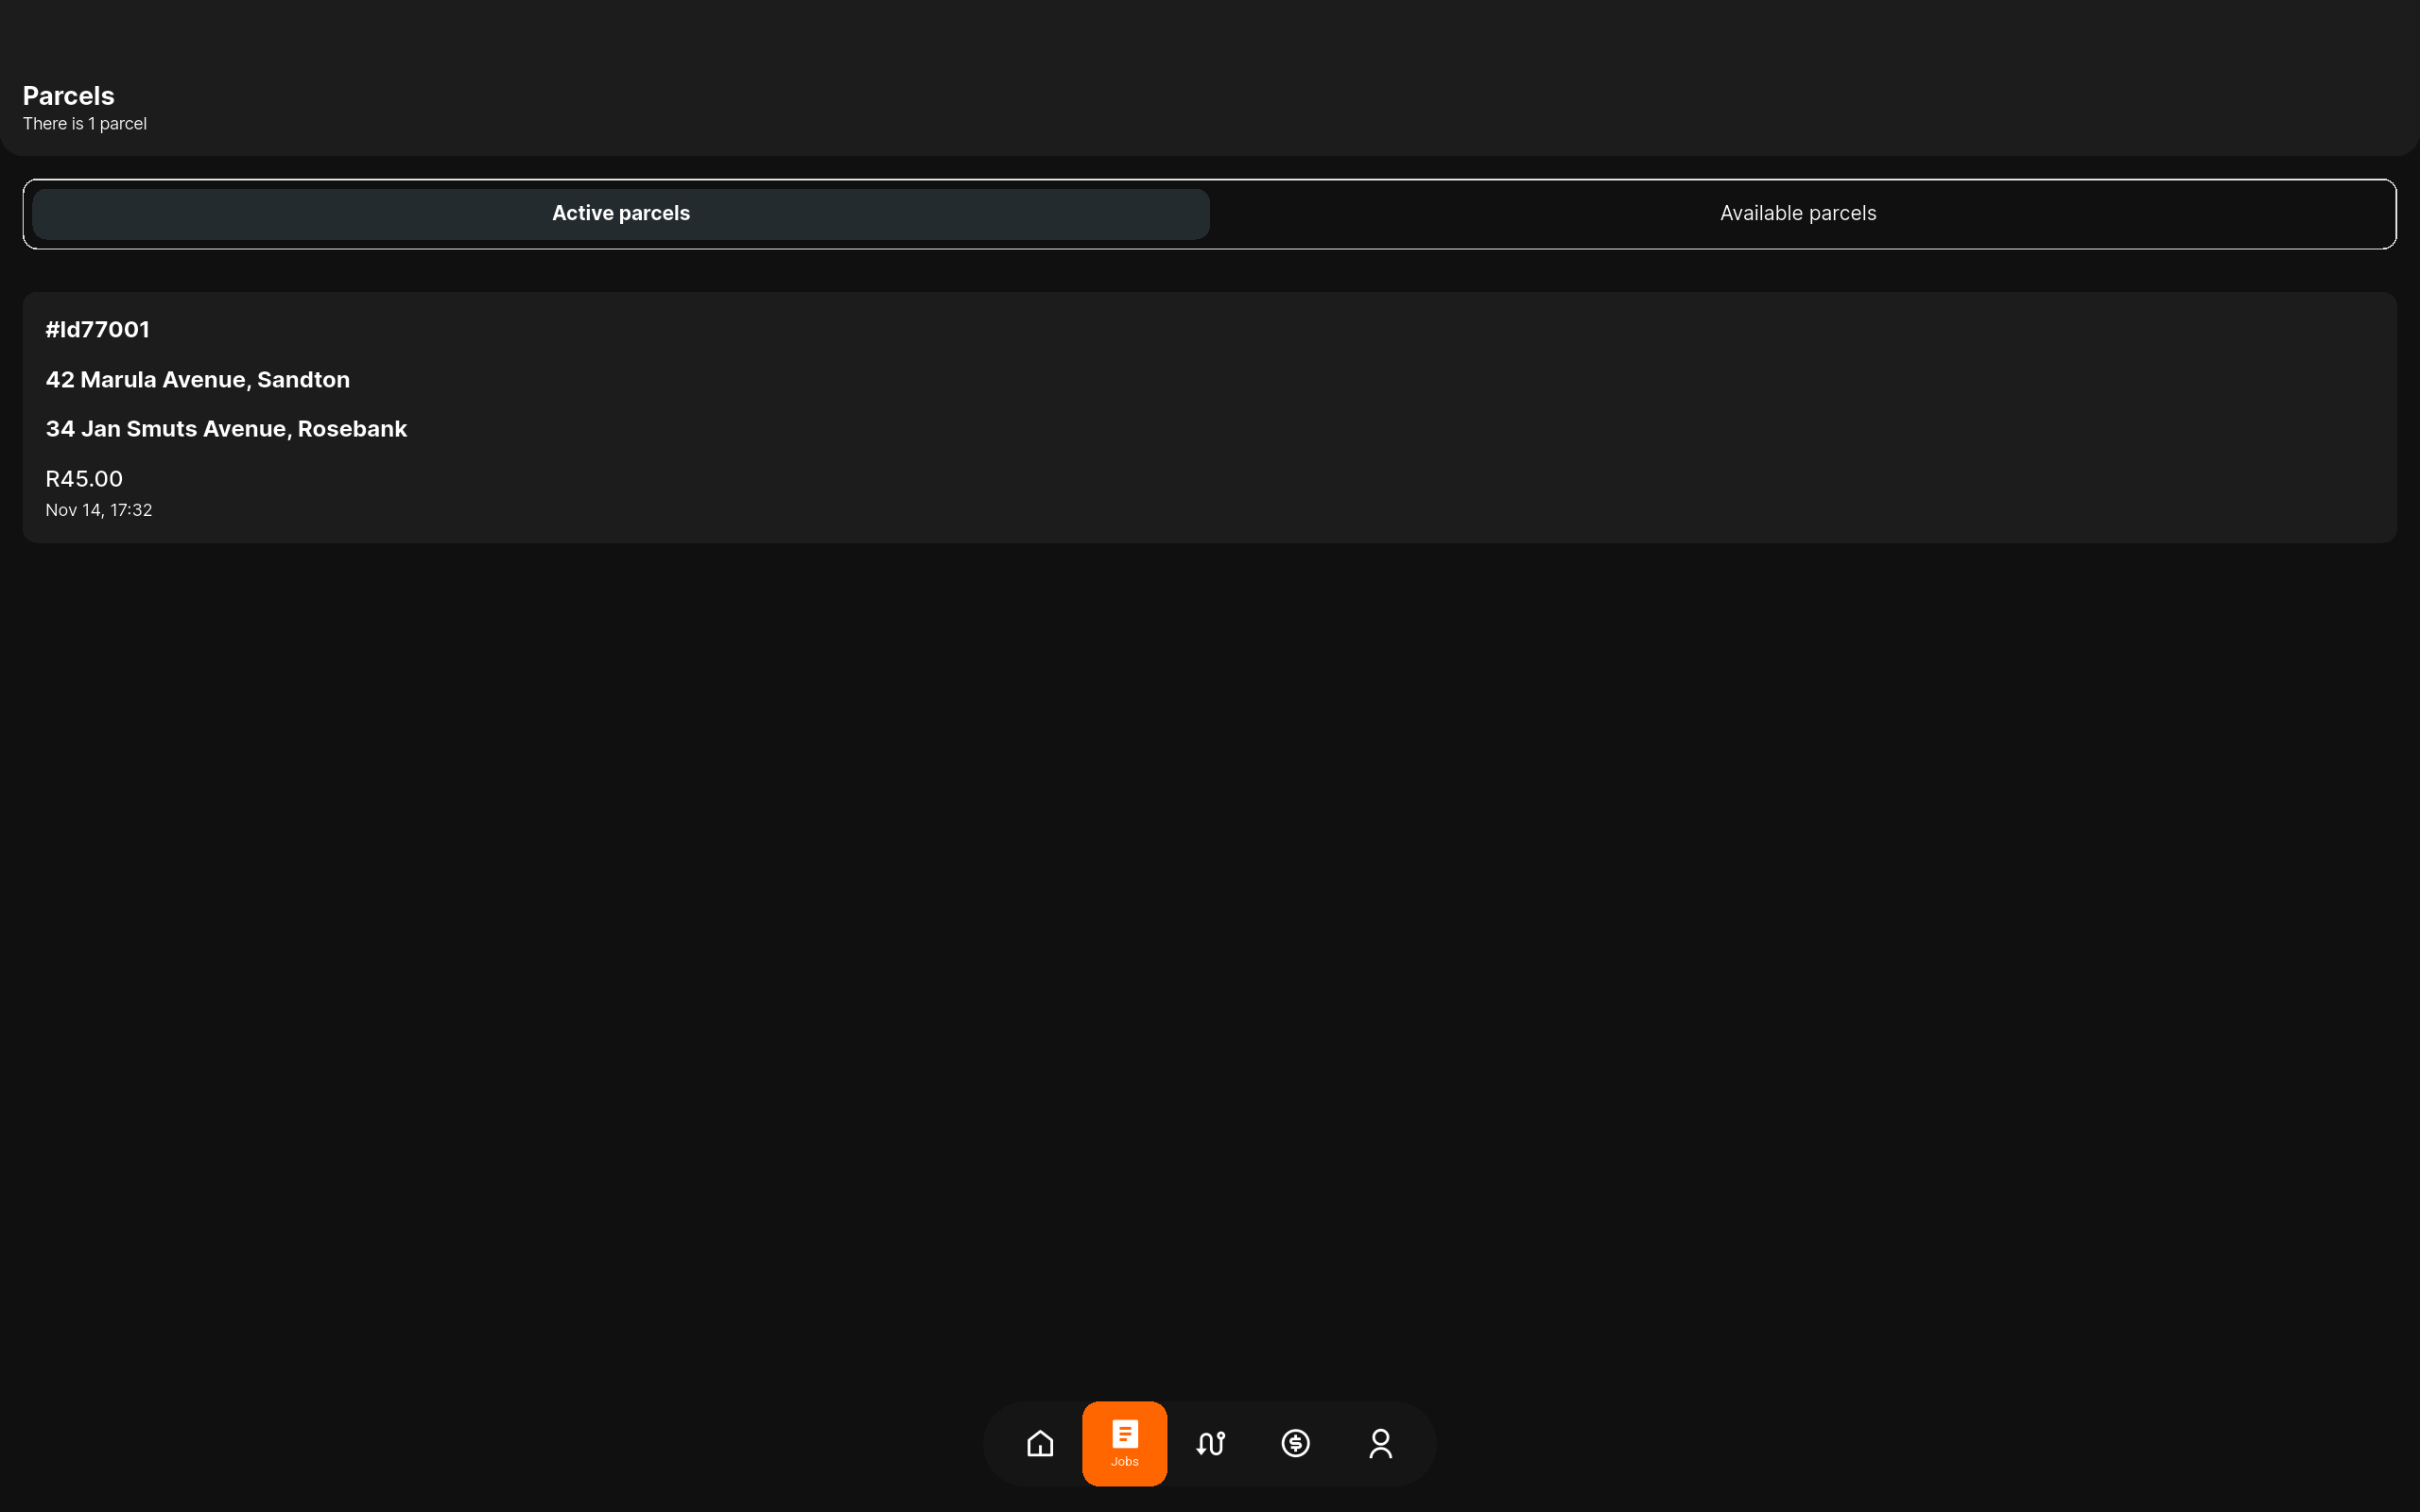 Parcels
There is 1 parcel
Active parcels
Available parcels
#Id77001
42 Marula Avenue, Sandton
34 Jan Smuts Avenue, Rosebank
R45.00
Nov 14, 17:32
Jobs